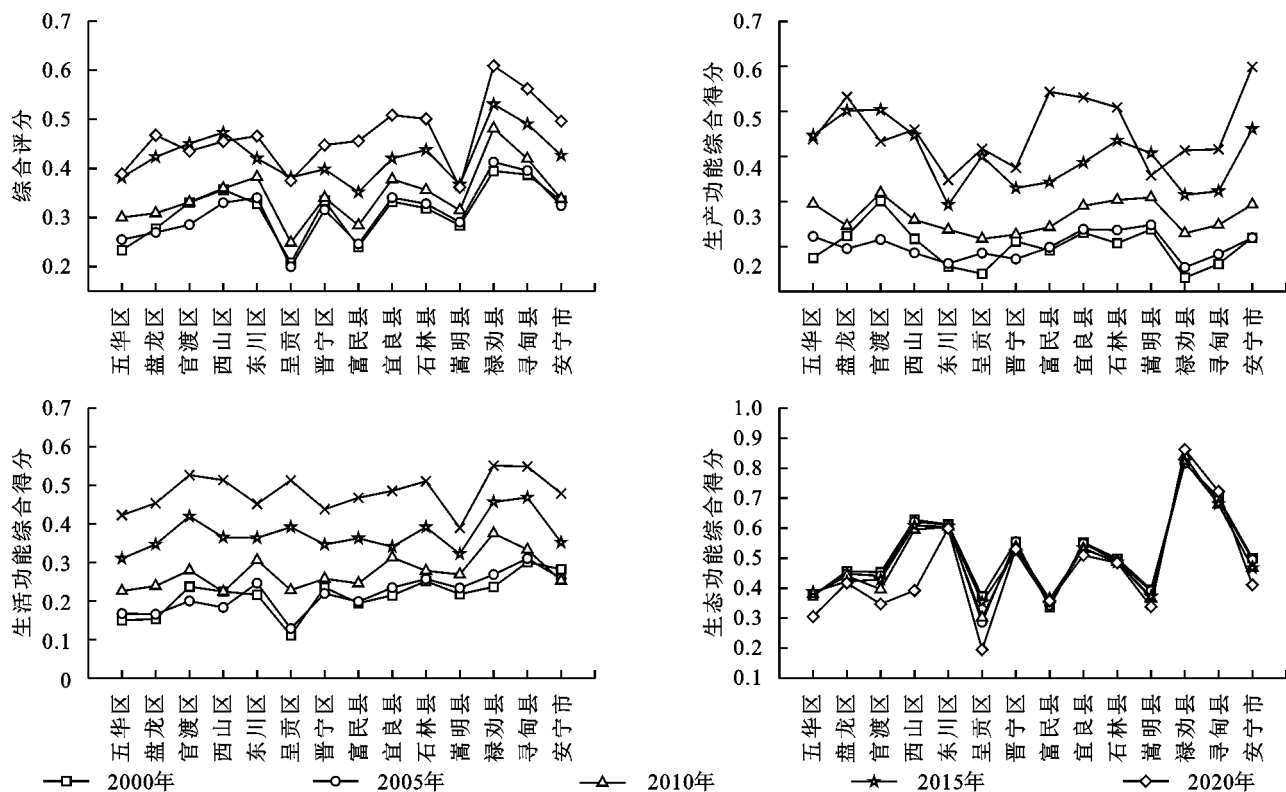 综合评分
0.7
0.6
0.5
0.4
0.3
0.2
五华区
盘龙区
官渡区
西山区
东川区
呈贡区
晋宁区
富民县
宜良县
石林县
嵩明县
禄劝县
寻甸县
安宁市
生产功能综合得分
0.7
0.6
0.4
0.3
0.2
五华区
盘龙区
官渡区
西山区
东川区
呈贡区
晋宁区
富民县
宜良县
石林县
嵩明县
禄劝县
寻甸县
安宁市
生活功能综合得分
0.7
0.6
0.5
0.4
0.3
0.2
0.1
0
五华区
盘龙区
官渡区
西山区
东川区
呈贡区
晋宁区
富民县
宜良县
石林县
嵩明县
禄劝县
寻甸县
安宁市
生态功能综合得分
1.0
0.9
0.8
0.7
0.6
0.5
0.4
0.3
0.2
0.1
五华区
盘龙区
官渡区
西山区
东川区
呈贡区
晋宁区
富民县
宜良县
石林县
嵩明县
禄劝县
寻甸县
安宁市
2000年
2005年
2010年
2015年
2020年